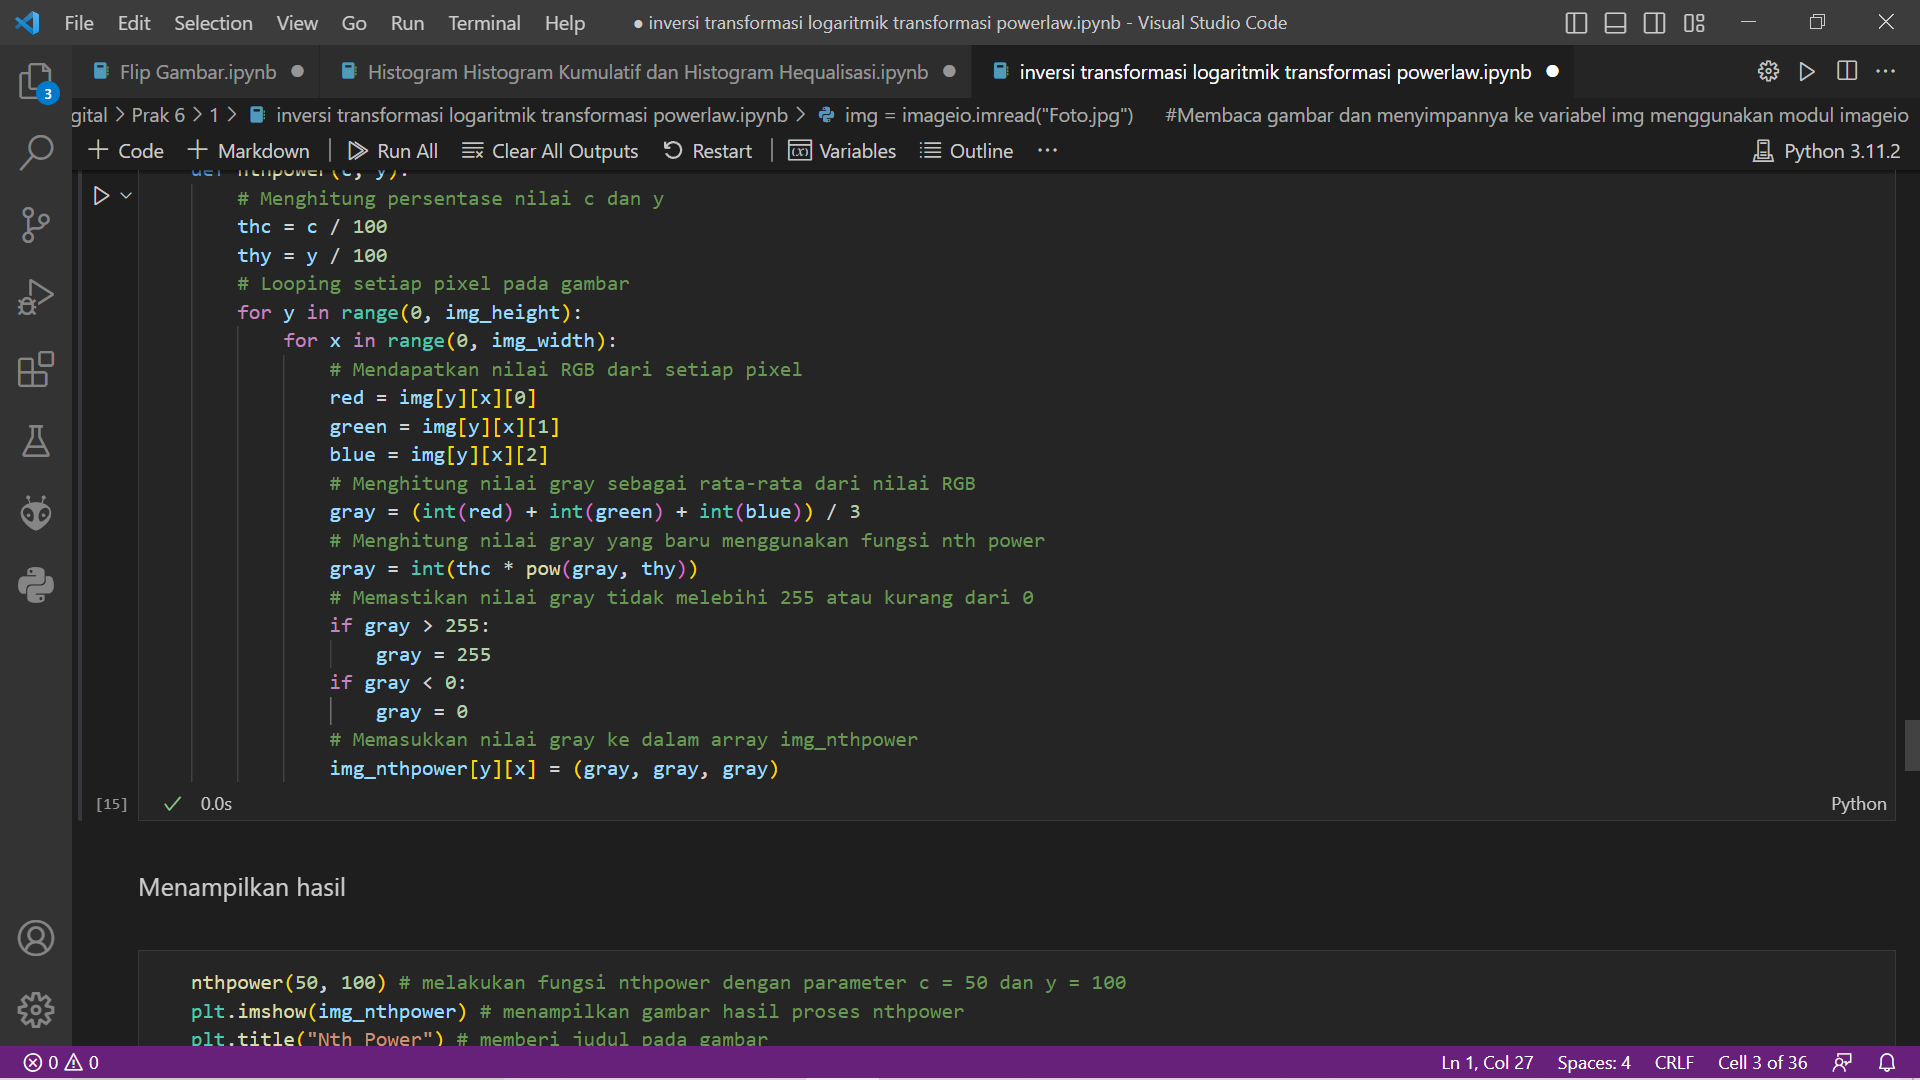 File Edit Selection View Go Run Terminal Help ● inversi transformasi logaritmik transformasi powerlaw.ipynb - Visual Studio Code
Flip Gambar.ipynb Histogram Histogram Kumulatif dan Histogram Hequalisasi.ipynb inversi transformasi logaritmik transformasi powerlaw.ipynb
gital > Prak 6 > 1 > inversi transformasi logaritmik transformasi powerlaw.ipynb > img = imageio.imread("Foto.jpg") #Membaca gambar dan menyimpannya ke variabel img menggunakan modul imageio
+ Code + Markdown | Run All Clear All Outputs Restart | Variables Outline ··· Python 3.11.2
3
def nthpower(c, y):
# Menghitung persentase nilai c dan y
thc = c / 100
thy = y / 100
# Looping setiap pixel pada gambar
for y in range(0, img_height):
for x in range(0, img_width):
# Mendapatkan nilai RGB dari setiap pixel
red = img[y][x][0]
green = img[y][x][1]
blue = img[y][x][2]
# Menghitung nilai gray sebagai rata-rata dari nilai RGB
gray = (int(red) + int(green) + int(blue)) / 3
# Menghitung nilai gray yang baru menggunakan fungsi nth power
gray = int(thc * pow(gray, thy))
# Memastikan nilai gray tidak melebihi 255 atau kurang dari 0
if gray > 255:
gray = 255
if gray < 0:
gray = 0
# Memasukkan nilai gray ke dalam array img_nthpower
img_nthpower[y][x] = (gray, gray, gray)
[15] ✓ 0.0s Python
Menampilkan hasil
nthpower(50, 100) # melakukan fungsi nthpower dengan parameter c = 50 dan y = 100
plt.imshow(img_nthpower) # menampilkan gambar hasil proses nthpower
plt.title("Nth Power") # memberi judul pada gambar
0 0 Ln 1, Col 27 Spaces: 4 CRLF Cell 3 of 36